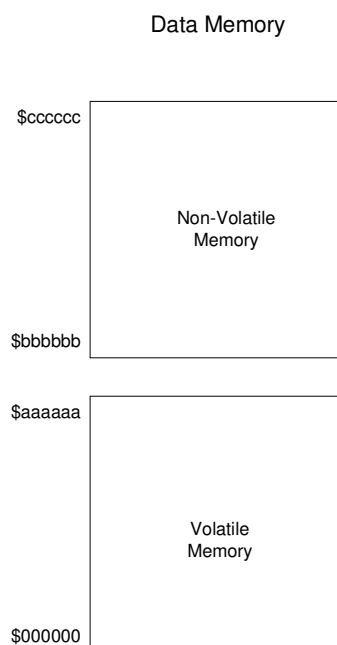 Data Memory
$cccccc
Non-Volatile
Memory
$bbbbbb
$aaaaaa
Volatile
Memory
$000000